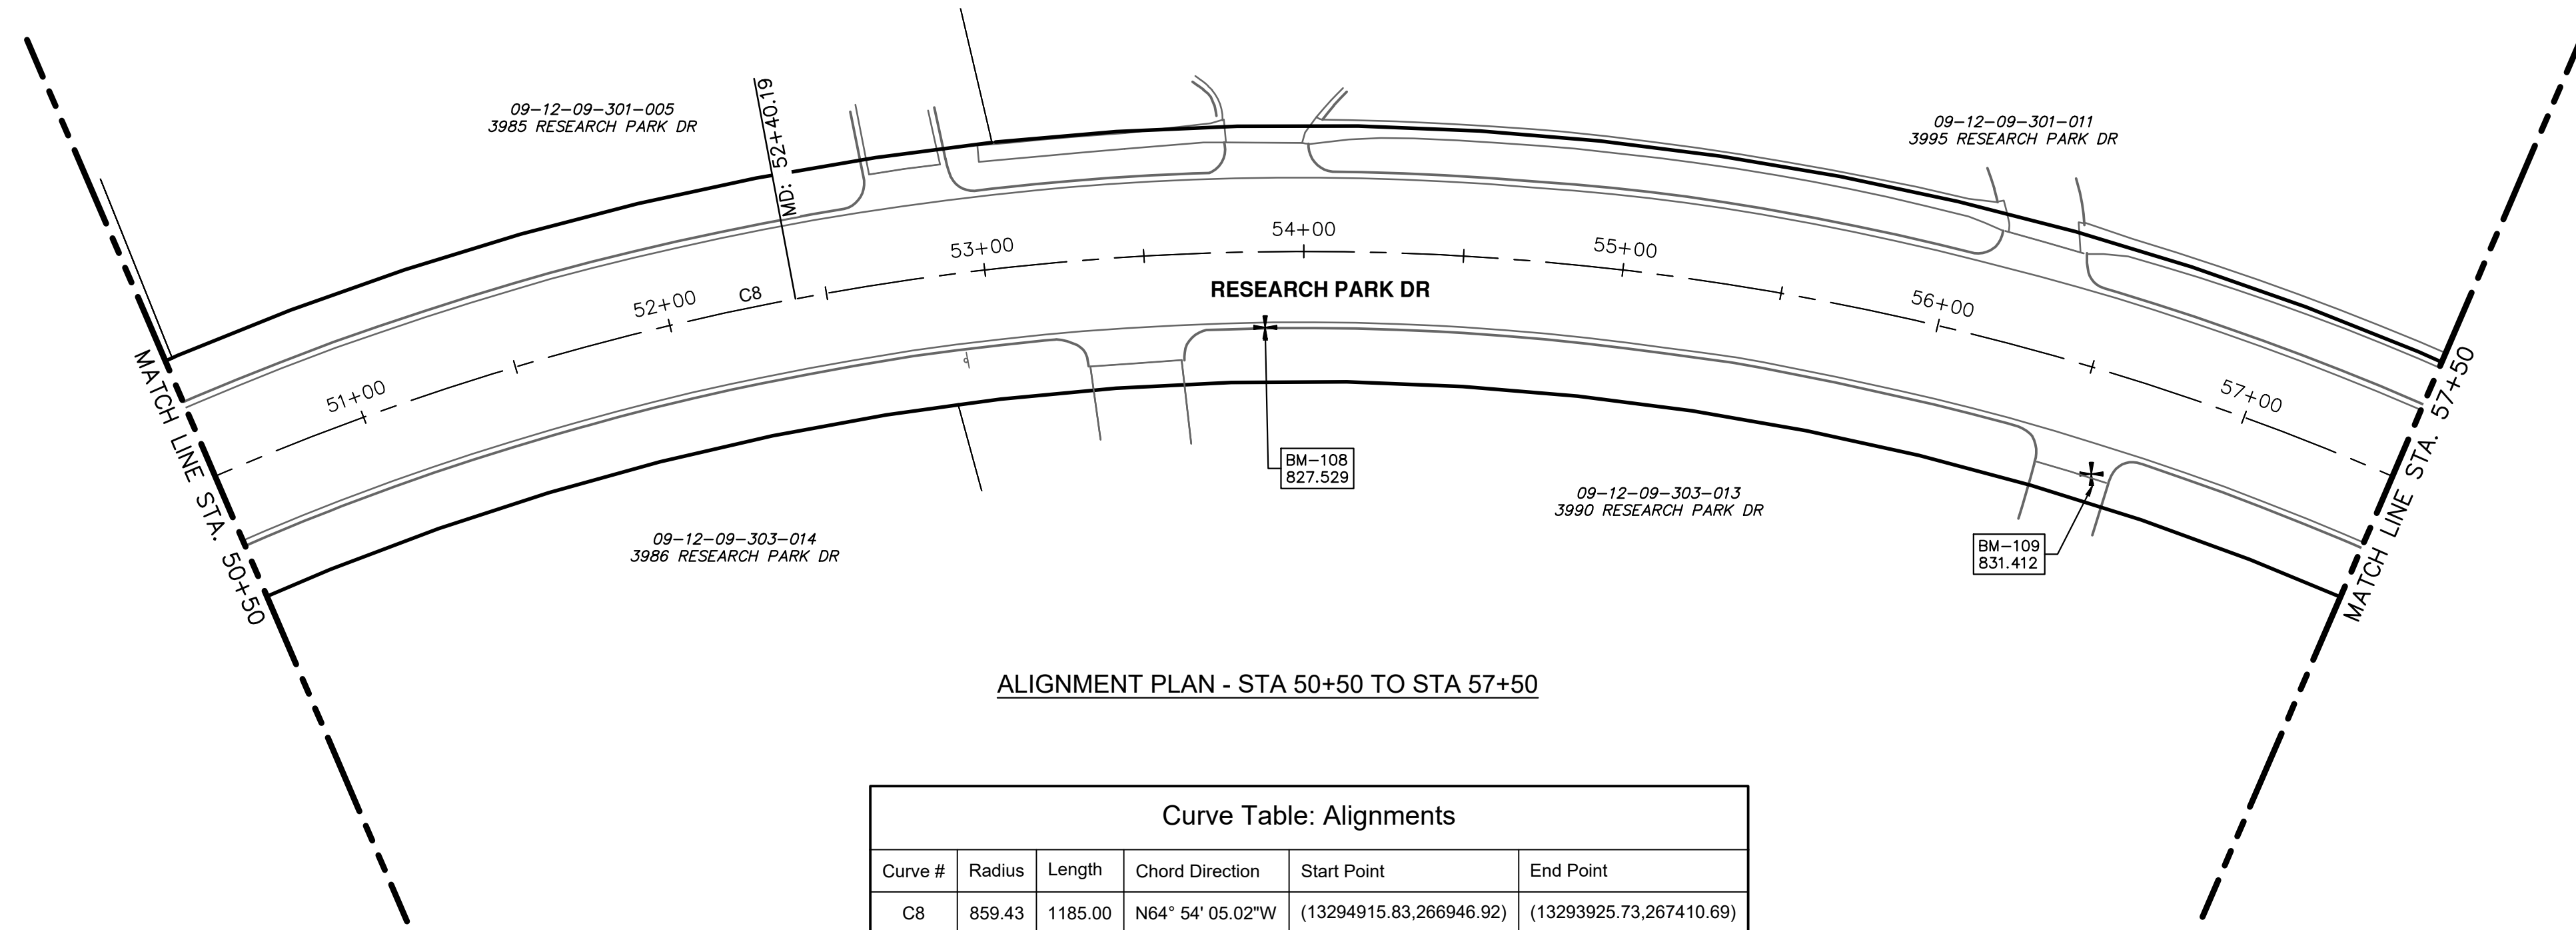 09-12-09-301-005
3985 RESEARCH PARK DR
MD: 52+40.19
09-12-09-301-011
3995 RESEARCH PARK DR
51+00
52+00
C8
53+00
54+00
55+00
56+00
57+00
RESEARCH PARK DR
MATCH LINE STA. 50+50
MATCH LINE STA. 57+50
BM-108
827.529
09-12-09-303-013
3990 RESEARCH PARK DR
09-12-09-303-014
3986 RESEARCH PARK DR
BM-109
831.412
ALIGNMENT PLAN - STA 50+50 TO STA 57+50
Curve Table: Alignments
Curve # Radius Length Chord Direction Start Point End Point
C8 859.43 1185.00 N64° 54' 05.02"W (13294915.83,266946.92) (13293925.73,267410.69)